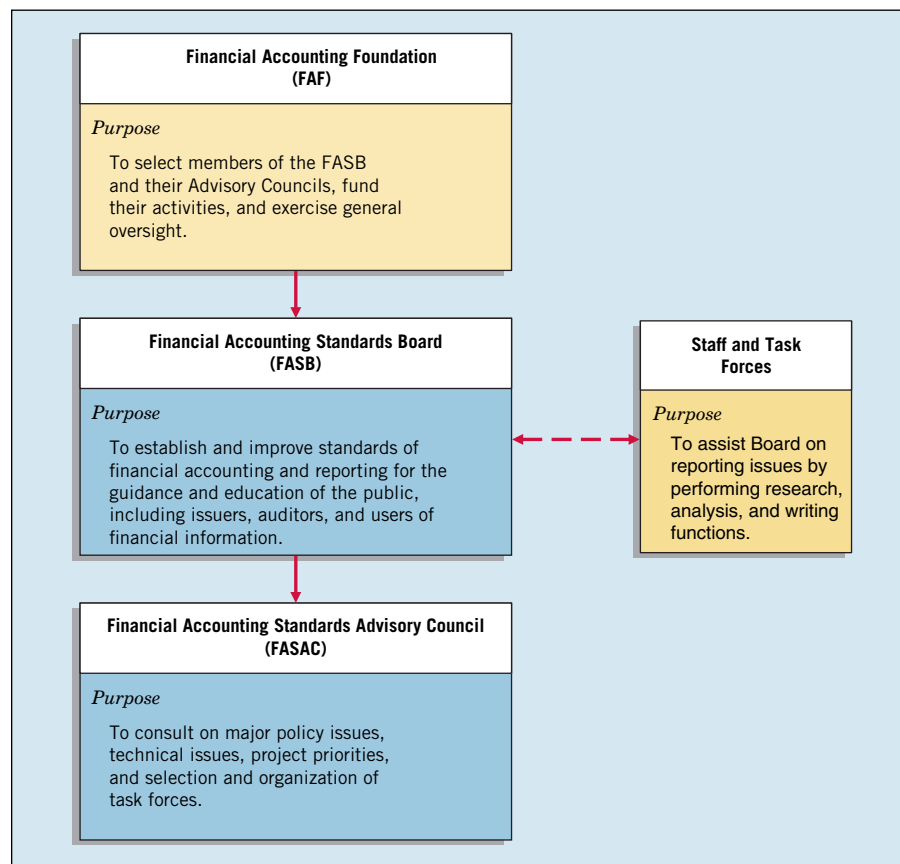 Financial Accounting Foundation
(FAF)
Purpose
To select members of the FASB
and their Advisory Councils, fund
their activities, and exercise general
oversight.
Financial Accounting Standards Board
(FASB)
Purpose
To establish and improve standards of
financial accounting and reporting for the
guidance and education of the public,
including issuers, auditors, and users of
financial information.
Staff and Task
Forces
Purpose
To assist Board on
reporting issues by
performing research,
analysis, and writing
functions.
Financial Accounting Standards Advisory Council
(FASAC)
Purpose
To consult on major policy issues,
technical issues, project priorities,
and selection and organization of
task forces.